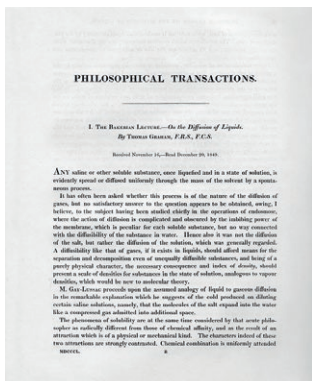 PHILOSOPHICAL TRANSACTIONS.
I. THE BAKERIAN LECTURE.—On the Diffusion of Liquids.
By THOMAS GRAHAM, F.R.S., F.C.S.
Received November 16,—Read December 20, 1849.
ANY saline or other soluble substance, once liquefied and in a state of solution, is
evidently spread or diffused uniformly through the mass of the solvent by a sponta-
neous process.
It has often been asked whether this process is of the nature of the diffusion of
gases, but no satisfactory answer to the question appears to be obtained, owing, I
believe, to the subject having been studied chiefly in the operations of endosmose,
where the action of diffusion is complicated and obscured by the imbibing power of
the membrane, which is peculiar for each soluble substance, but no way connected
with the diffusibility of the substance in water. Hence also it was not the diffusion
of the salt, but rather the diffusion of the solution, which was generally regarded.
A diffusibility like that of gases, if it exists in liquids, should afford means for the
separation and decomposition even of unequally diffusible substances, and being of a
purely physical character, the necessary consequence and index of density, should
present a scale of densities for substances in the state of solution, analogous to vapour
densities, which would be new to molecular theory.
M. GAY-LUSSAC proceeds upon the assumed analogy of liquid to gaseous diffusion
in the remarkable explanation which he suggests of the cold produced on diluting
certain saline solutions, namely, that the molecules of the salt expand into the water
like a compressed gas admitted into additional space.
The phenomena of solubility are at the same time considered by that acute philo-
sopher as radically different from those of chemical affinity, and as the result of an
attraction which is of a physical or mechanical kind. The characters indeed of these
two attractions are strongly contrasted. Chemical combination is uniformly attended
MDCCCL. B